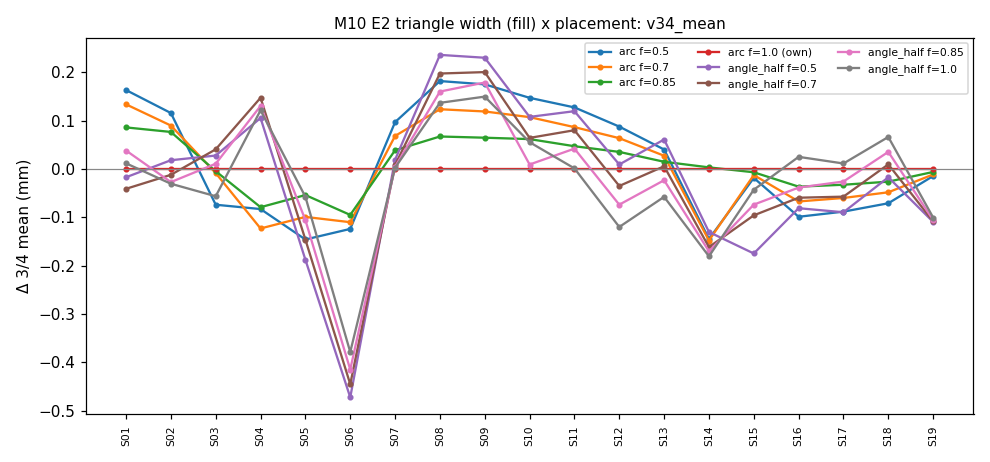 M10 E2 triangle width (fill) x placement: v34_mean
arc f=0.5
arc f=0.7
arc f=0.85
arc f=1.0 (own)
angle_half f=0.5
angle_half f=0.7
angle_half f=0.85
angle_half f=1.0
Δ 3/4 mean (mm)
0.2
0.1
0.0
−0.1
−0.2
−0.3
−0.4
−0.5
S01
S02
S03
S04
S05
S06
S07
S08
S09
S10
S11
S12
S13
S14
S15
S16
S17
S18
S19